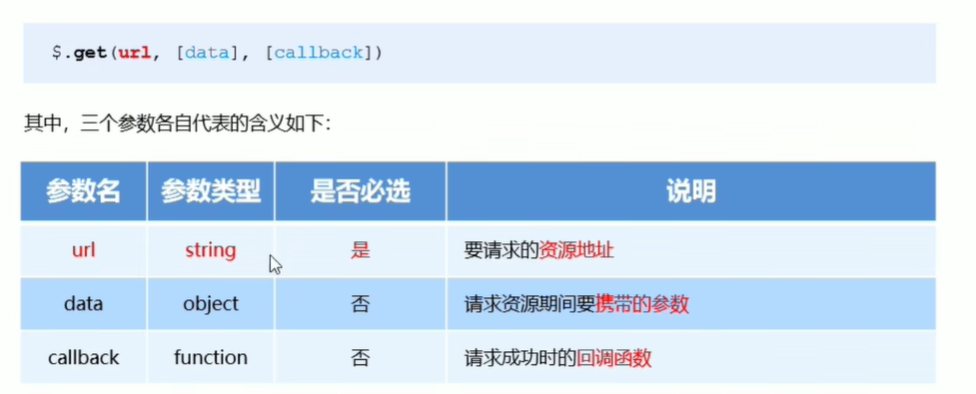 $.get(url, [data], [callback])
其中，三个参数各自代表的含义如下：
参数名 参数类型 是否必选 说明
url string 是 要请求的资源地址
data object 否 请求资源期间要携带的参数
callback function 否 请求成功时的回调函数